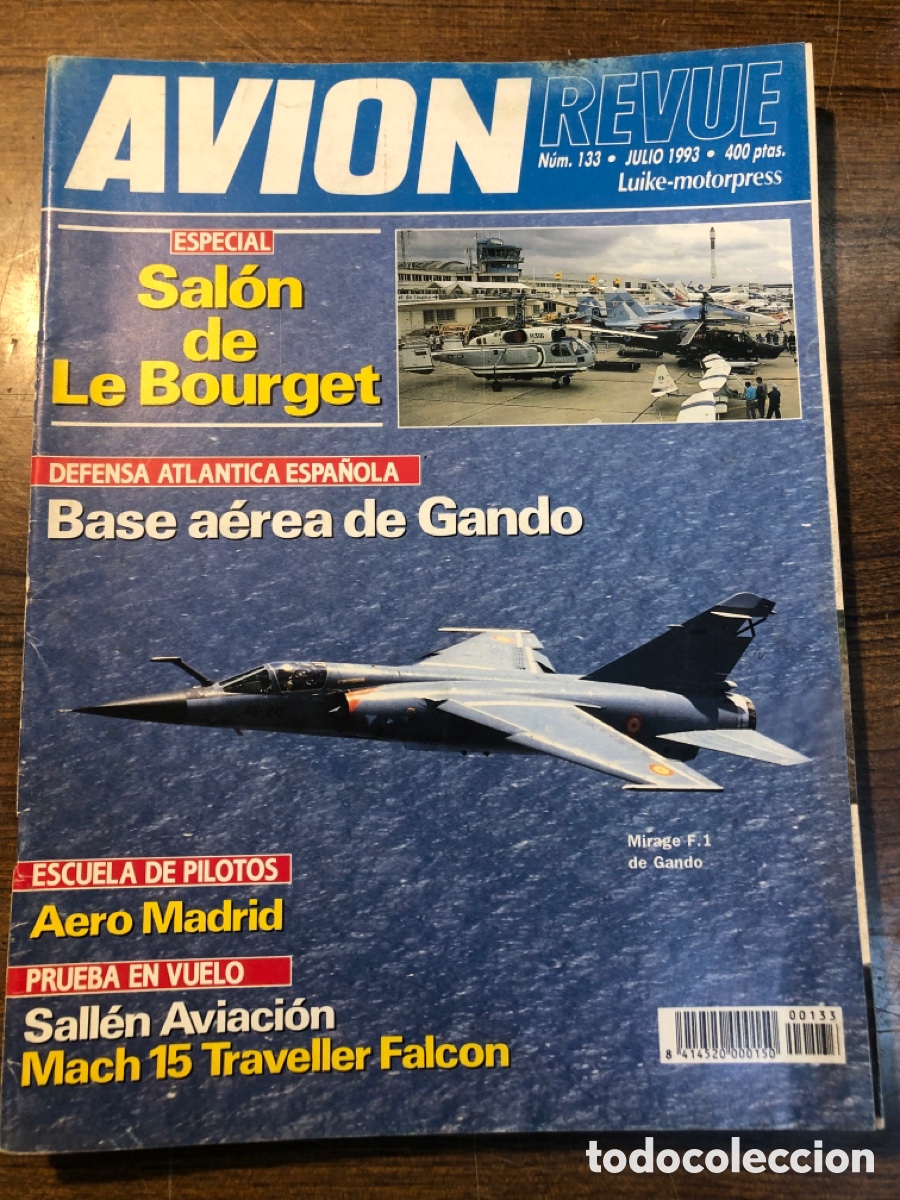 AVION REVUE
Núm. 133 • JULIO 1993 • 400 ptas.
Luike-motorpress
ESPECIAL
Salón
de
Le Bourget
DEFENSA ATLANTICA ESPAÑOLA
Base aérea de Gando
Mirage F.1
de Gando
ESCUELA DE PILOTOS
Aero Madrid
PRUEBA EN VUELO
Sallén Aviación
Mach 15 Traveller Falcon
00133
8 414520 000150
todocoleccion